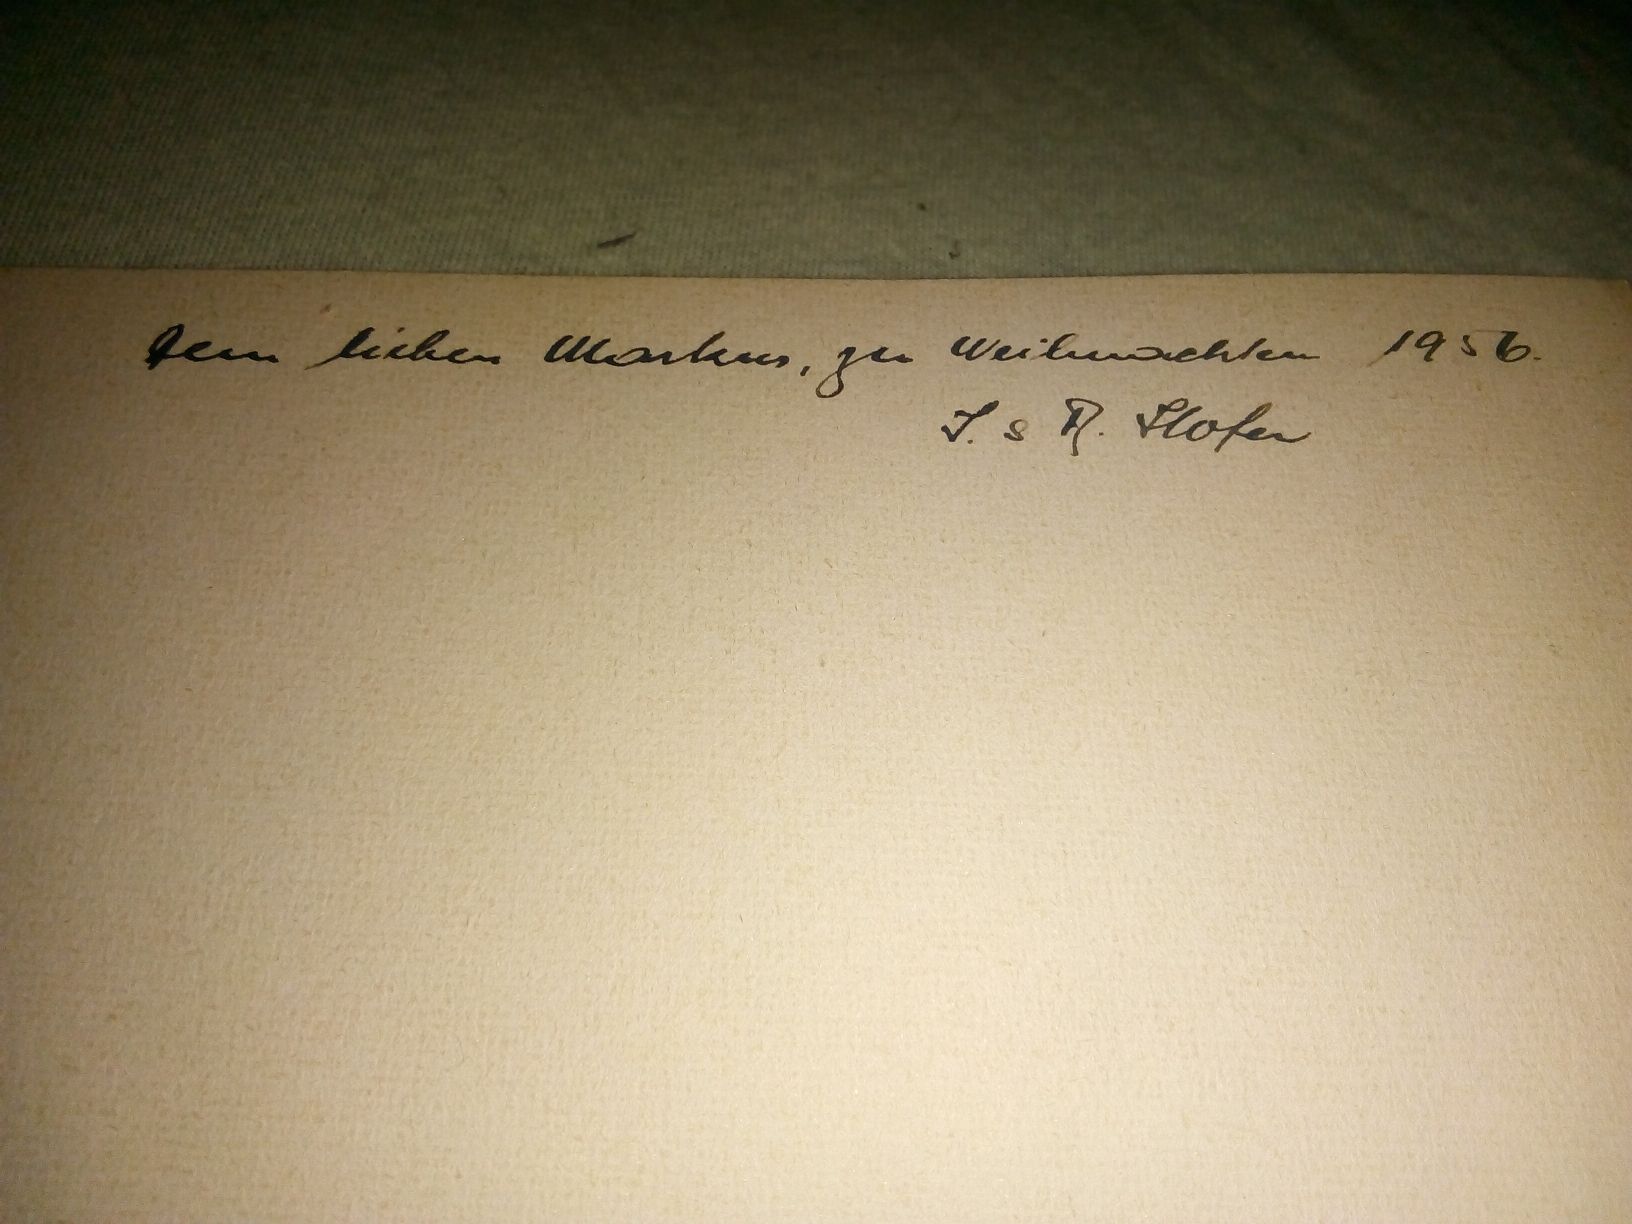 dem lieben Markus, zu Weihnachten 1956.
J. & R. Hofer